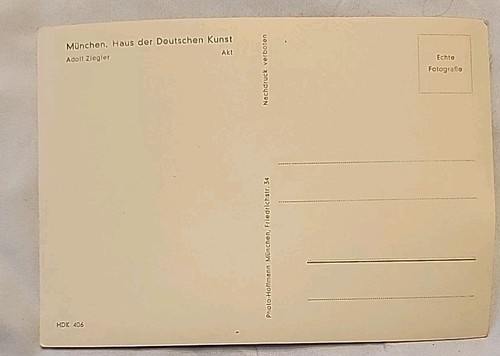 München. Haus der Deutschen Kunst
Adolf Ziegler Akt
Nachdruck verboten
Photo-Hoffmann München, Friedrichstr. 34
Echte
Fotografie
HDK 406